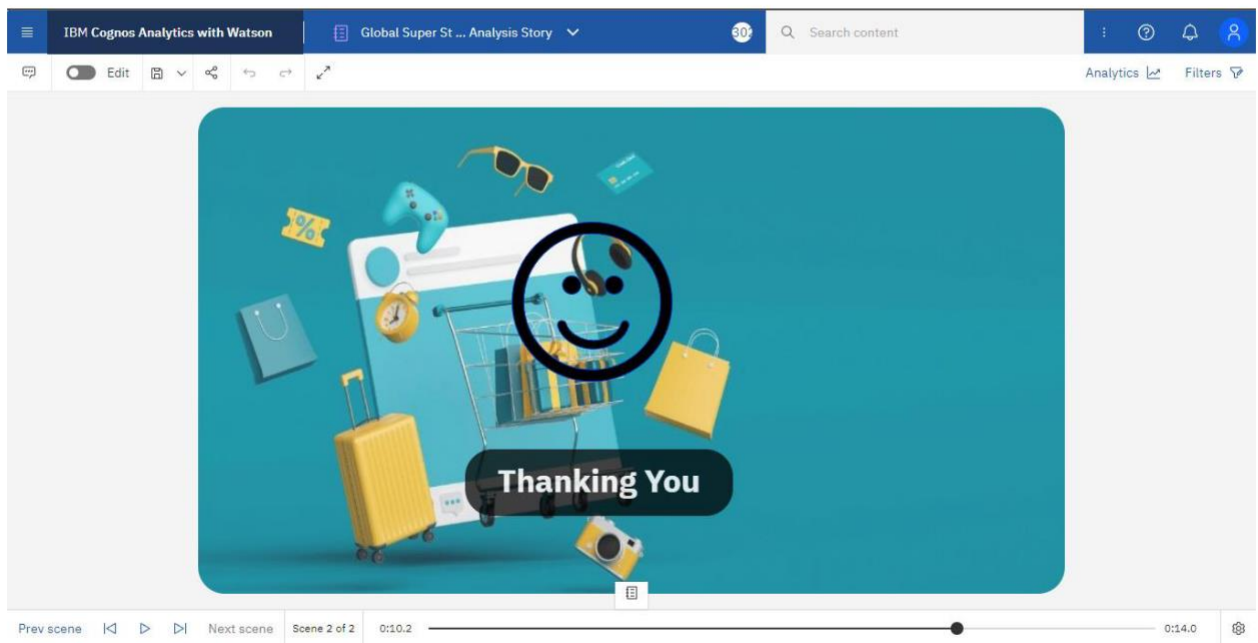 IBM Cognos Analytics with Watson
Global Super St ... Analysis Story
Search content
Edit
Analytics
Filters
%
Thanking You
Prev scene
Next scene
Scene 2 of 2
0:10.2
0:14.0